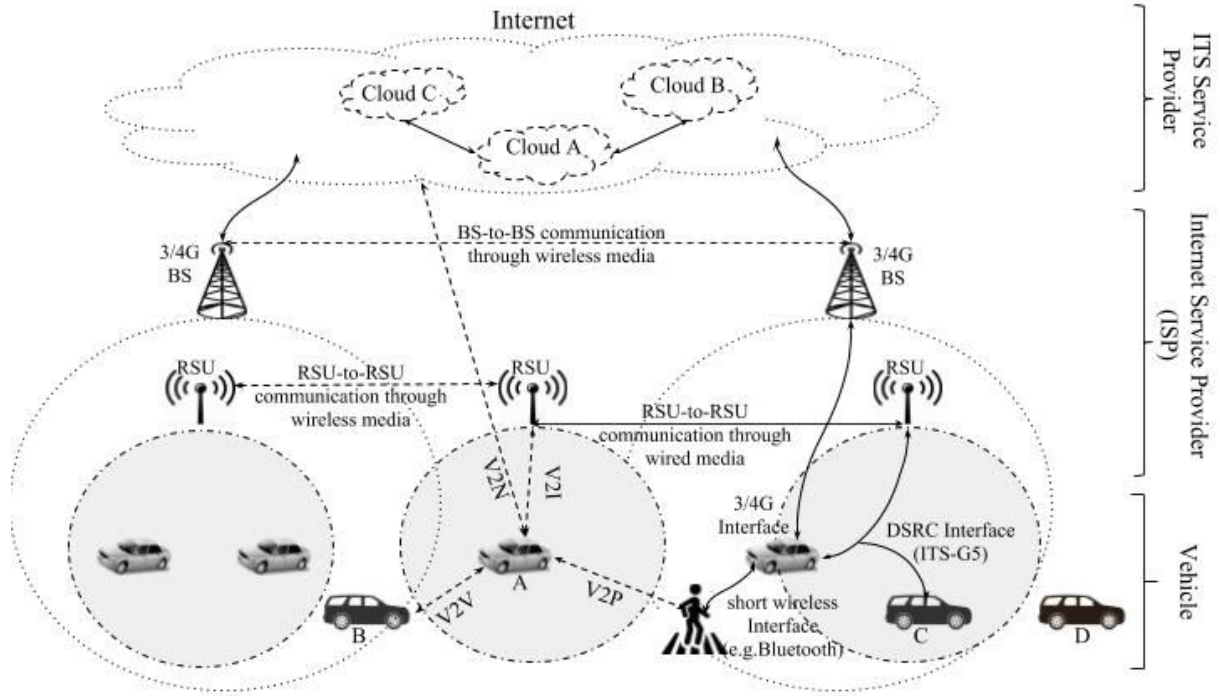 Internet
Cloud C
Cloud B
Cloud A
ITS Service
Provider
BS-to-BS communication
through wireless media
3/4G
BS
3/4G
BS
Internet Service Provider
(ISP)
RSU
RSU-to-RSU
communication through
wireless media
RSU
RSU
RSU-to-RSU
communication through
wired media
V2N
V2I
3/4G
Interface
DSRC Interface
(ITS-G5)
A
V2V
V2P
B
short wireless
Interface
(e.g.Bluetooth)
C
D
Vehicle